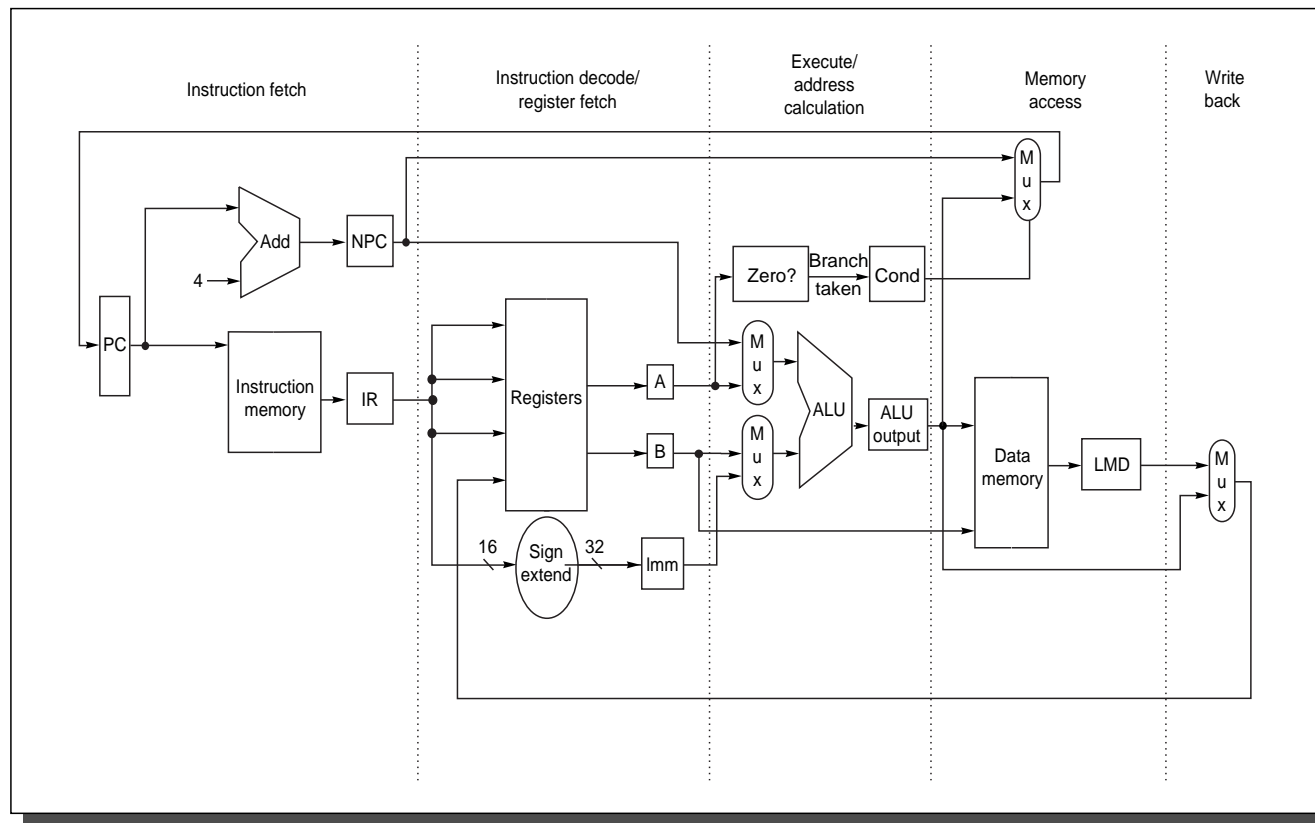 Instruction fetch
Instruction decode/
register fetch
Execute/
address
calculation
Memory
access
Write
back
M
u
x
Add
NPC
4
Zero?
Branch
taken
Cond
PC
Instruction
memory
IR
Registers
A
B
M
u
x
M
u
x
ALU
ALU
output
Data
memory
LMD
M
u
x
16
Sign
extend
32
Imm